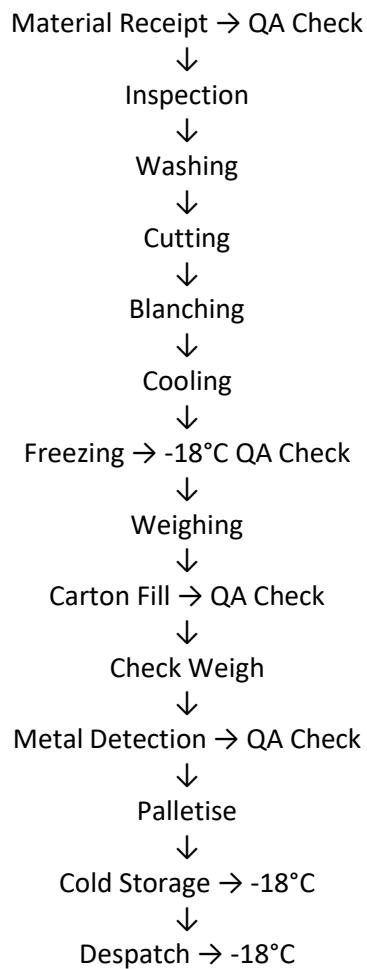 Material Receipt → QA Check
↓
Inspection
↓
Washing
↓
Cutting
↓
Blanching
↓
Cooling
↓
Freezing → -18°C QA Check
↓
Weighing
↓
Carton Fill → QA Check
↓
Check Weigh
↓
Metal Detection → QA Check
↓
Palletise
↓
Cold Storage → -18°C
↓
Despatch → -18°C